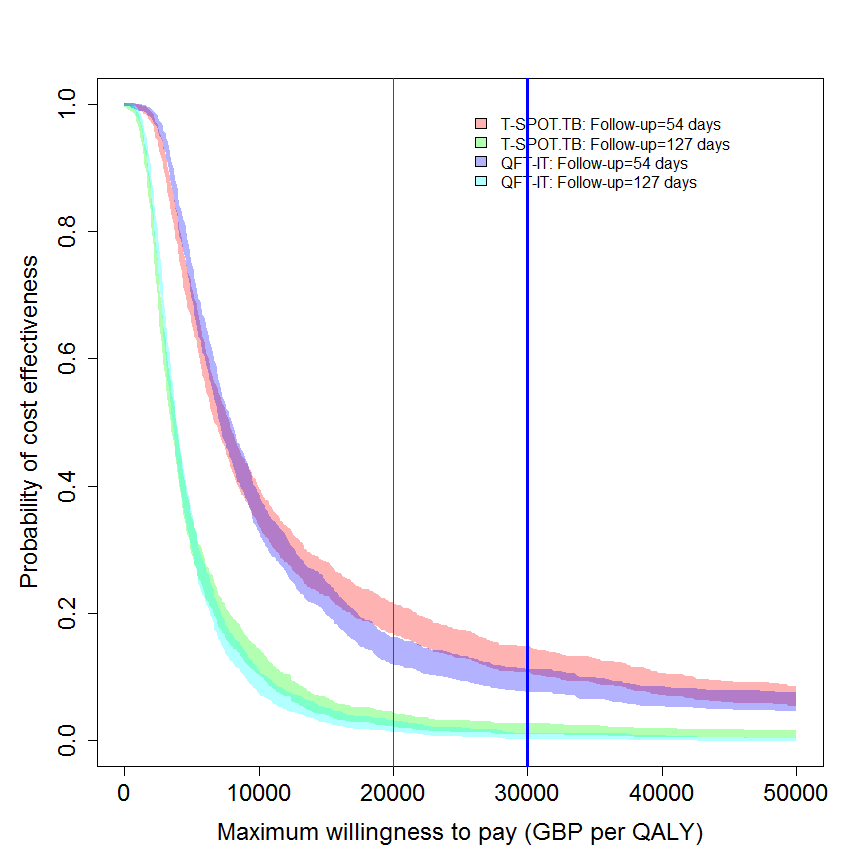 T-SPOT.TB: Follow-up=54 days
T-SPOT.TB: Follow-up=127 days
QFT-IT: Follow-up=54 days
QFT-IT: Follow-up=127 days
Probability of cost effectiveness
1.0
0.8
0.6
0.4
0.2
0.0
0 10000 20000 30000 40000 50000
Maximum willingness to pay (GBP per QALY)